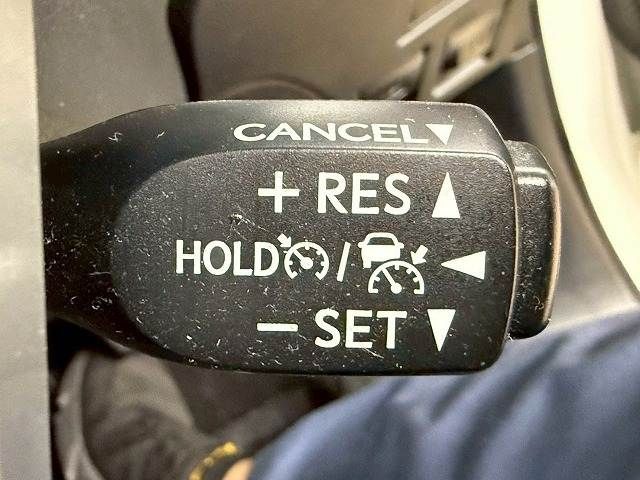 CANCEL▼
+ RES ▲
HOLD / ◀
− SET ▼